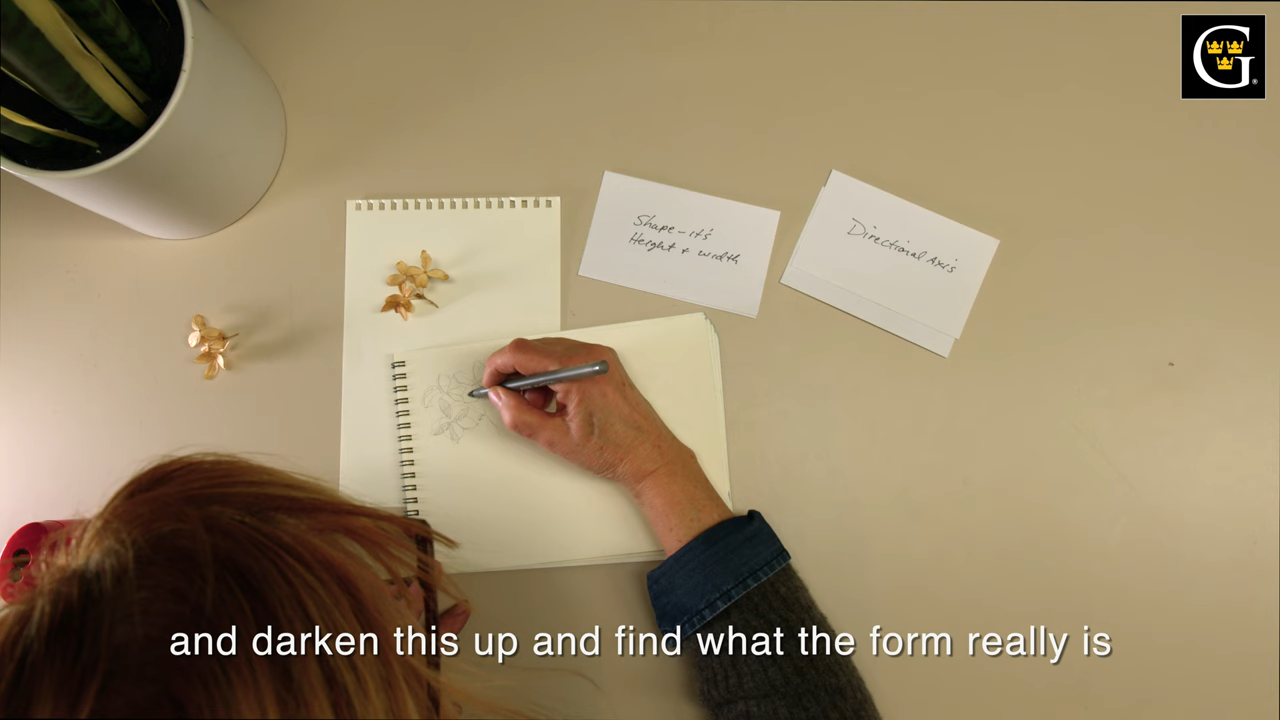 G
Shape - it's
Height + width
Directional Axis
and darken this up and find what the form really is